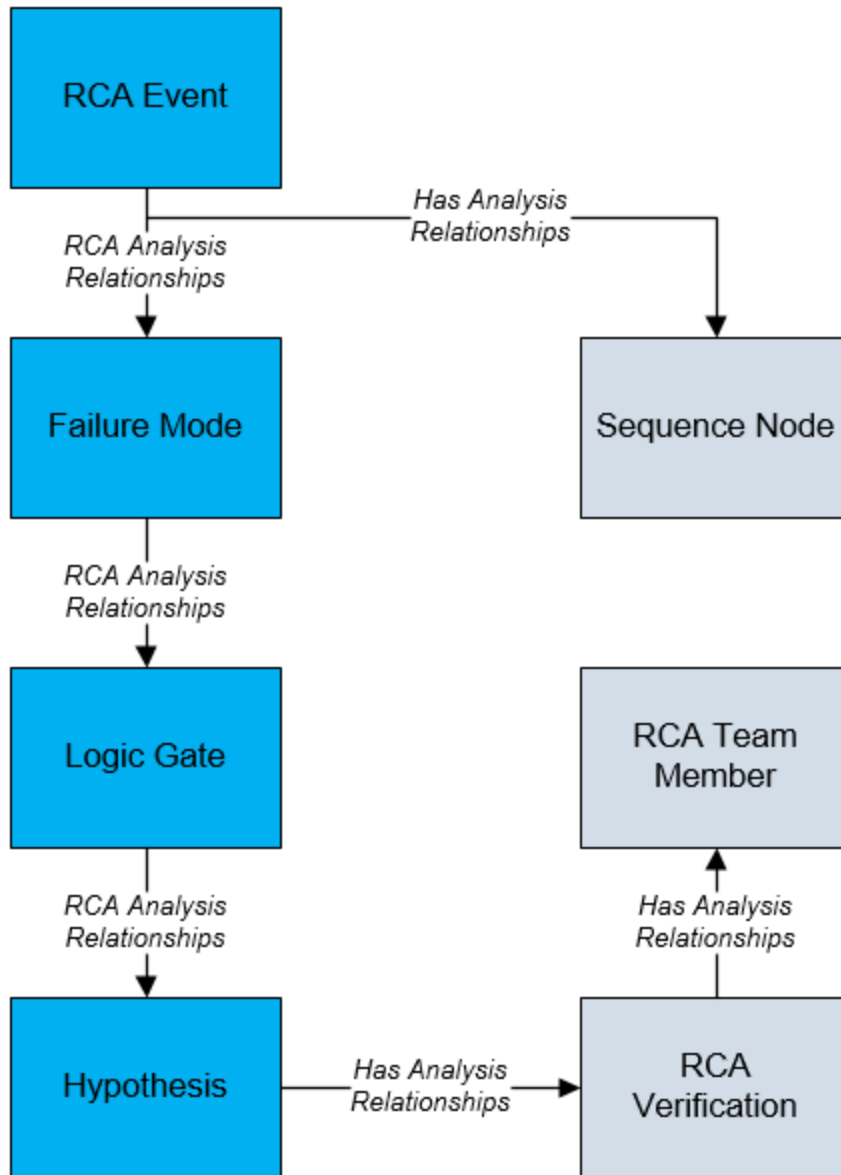 RCA Event
Has Analysis
Relationships
RCA Analysis
Relationships
Failure Mode
Sequence Node
RCA Analysis
Relationships
Logic Gate
RCA Team
Member
RCA Analysis
Relationships
Has Analysis
Relationships
Hypothesis
Has Analysis
Relationships
RCA
Verification